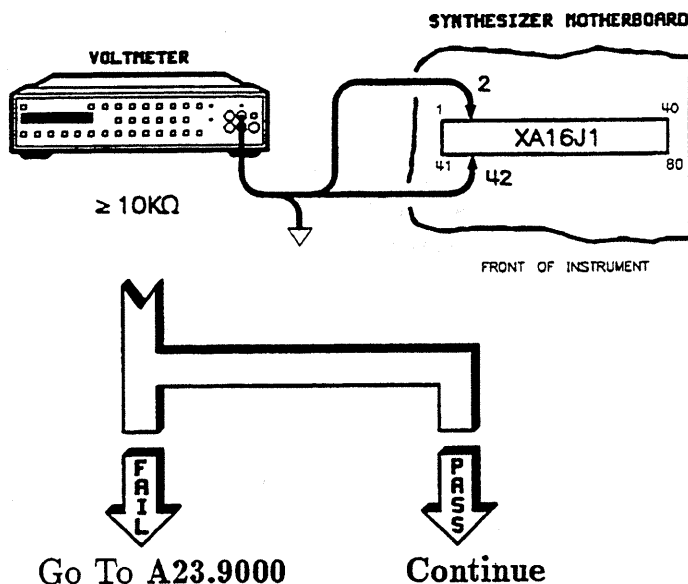 SYNTHESIZER MOTHERBOARD
VOLTMETER
2
1
40
XA16J1
41
42
80
≥ 10KΩ
FRONT OF INSTRUMENT
FAIL
PASS
Go To A23.9000
Continue